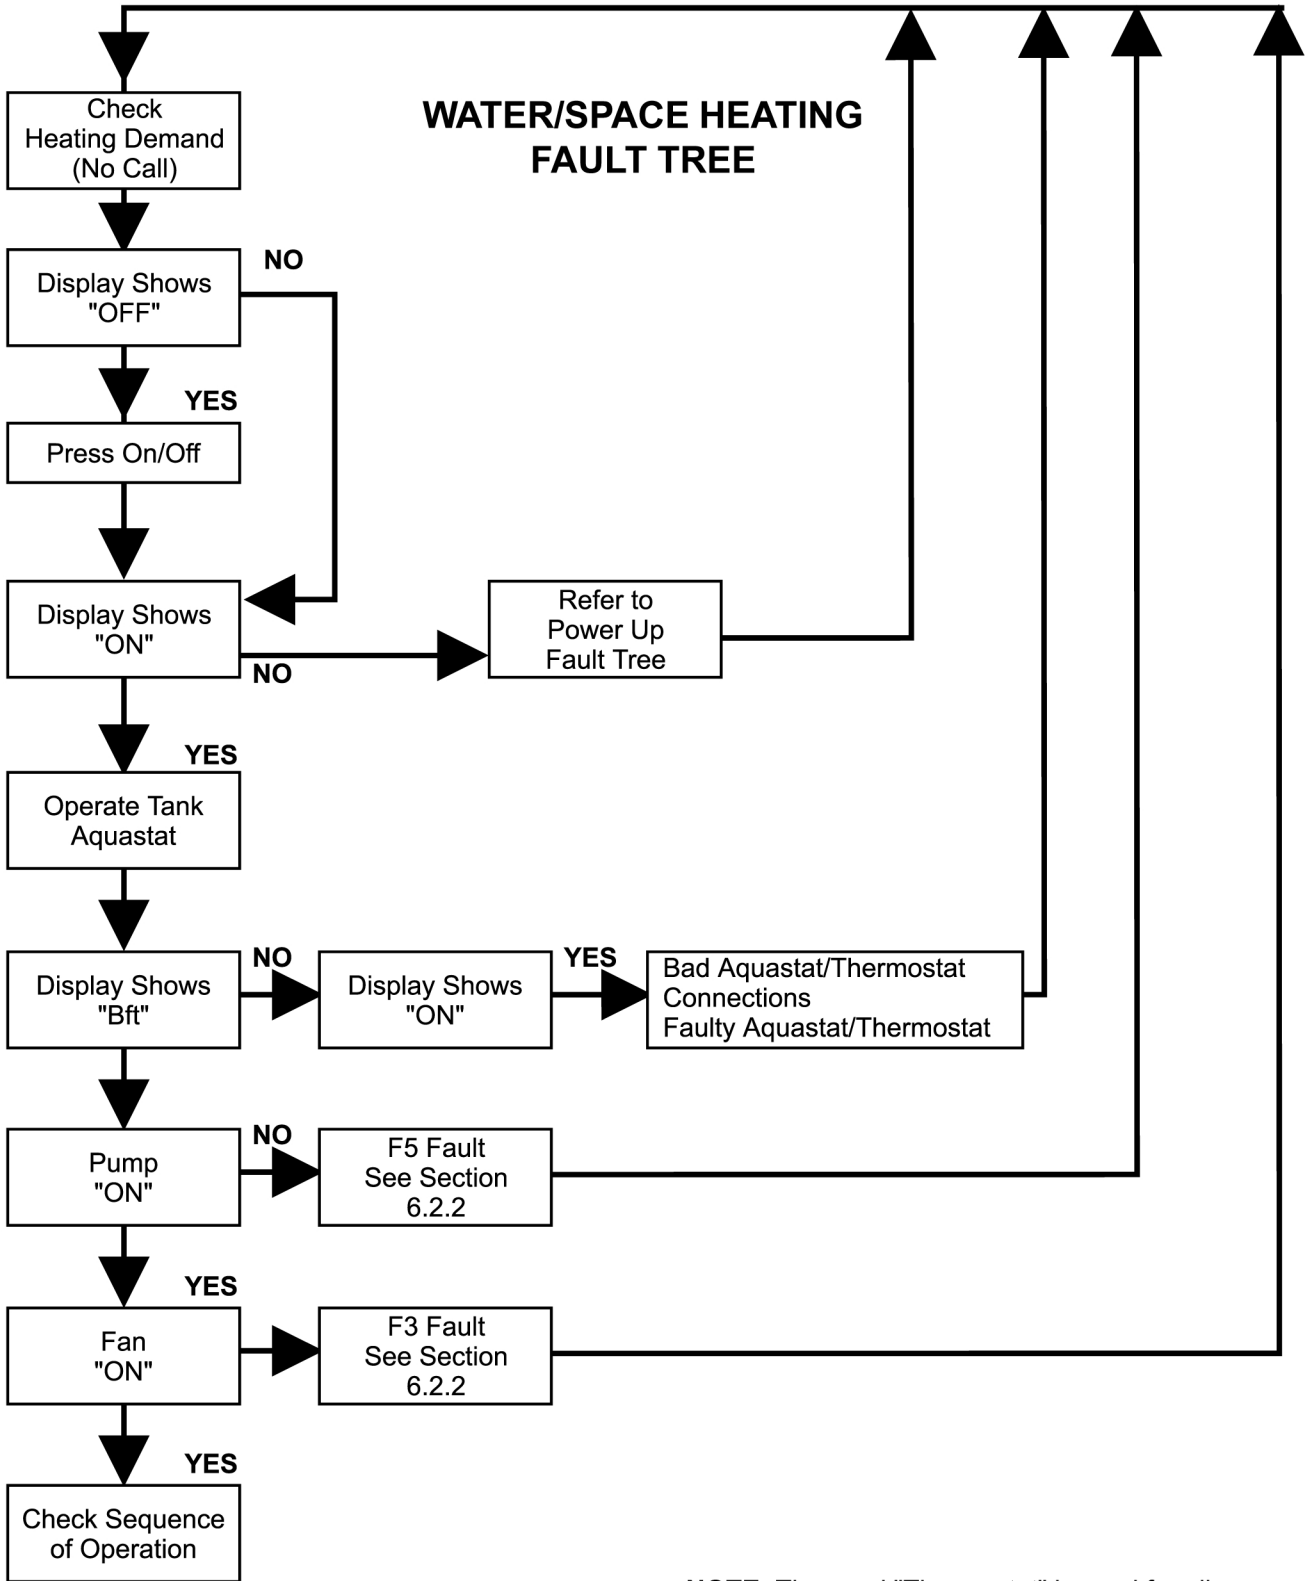 WATER/SPACE HEATING
FAULT TREE
Check
Heating Demand
(No Call)
Display Shows
"OFF"
NO
YES
Press On/Off
Display Shows
"ON"
NO
Refer to
Power Up
Fault Tree
YES
Operate Tank
Aquastat
Display Shows
"Bft"
NO
Display Shows
"ON"
YES
Bad Aquastat/Thermostat
Connections
Faulty Aquastat/Thermostat
Pump
"ON"
NO
F5 Fault
See Section
6.2.2
YES
Fan
"ON"
F3 Fault
See Section
6.2.2
YES
Check Sequence
of Operation